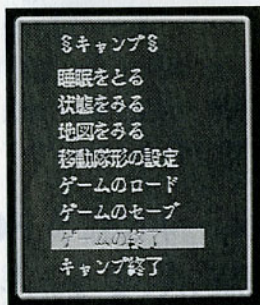 §キャンプ§
睡眠をとる
状態をみる
地図をみる
移動隊形の設定
ゲームのロード
ゲームのセーブ
ゲームの終了
キャンプ終了